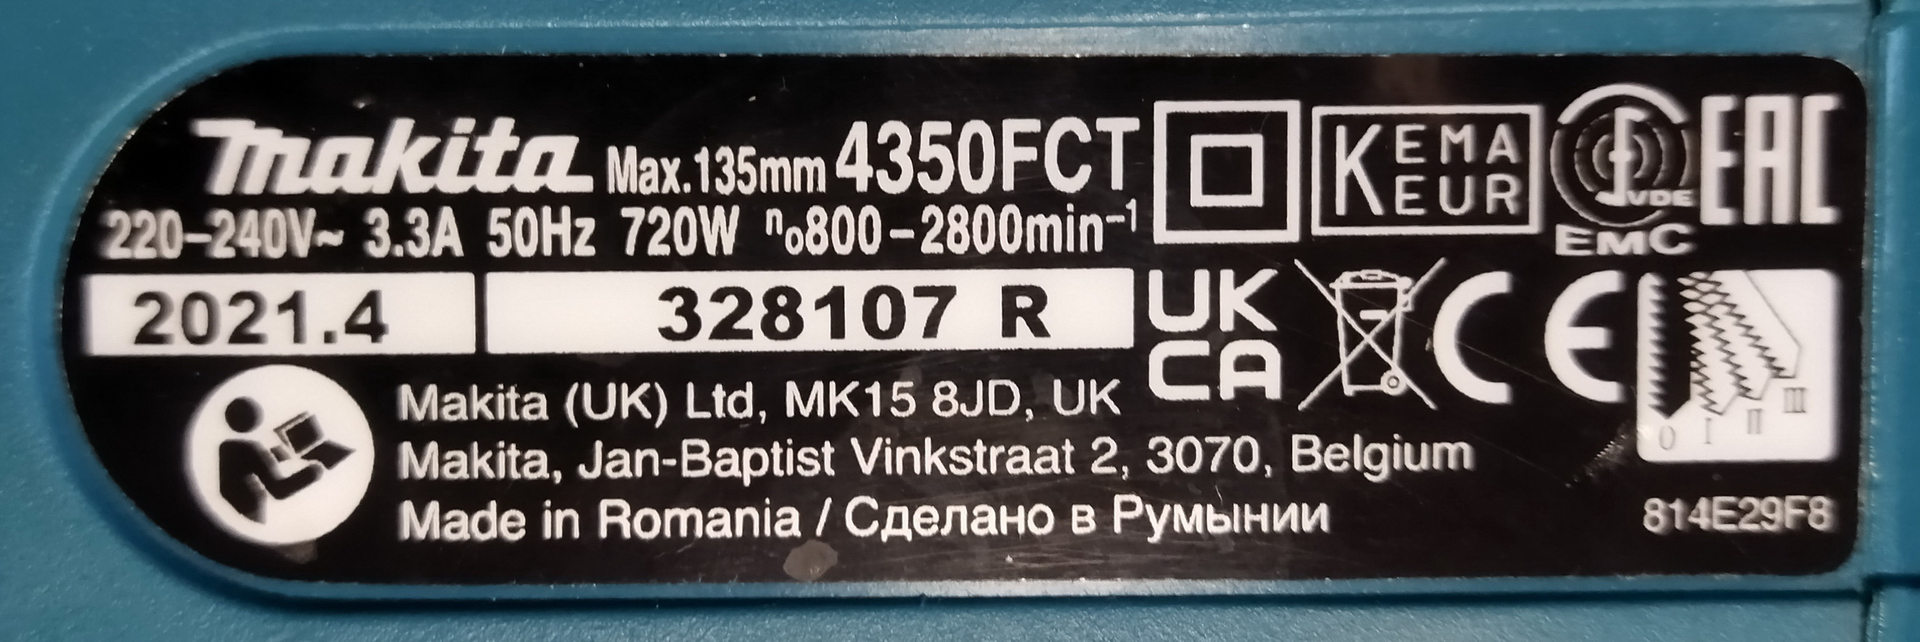 makita Max.135mm 4350FCT
220-240V~ 3.3A 50Hz 720W n₀800-2800min⁻¹
2021.4
328107 R
Makita (UK) Ltd, MK15 8JD, UK
Makita, Jan-Baptist Vinkstraat 2, 3070, Belgium
Made in Romania / Сделано в Румынии
KEMA
KEUR
VDE
EMC
EAC
UK
CA
CE
0 I II III
814E29F8